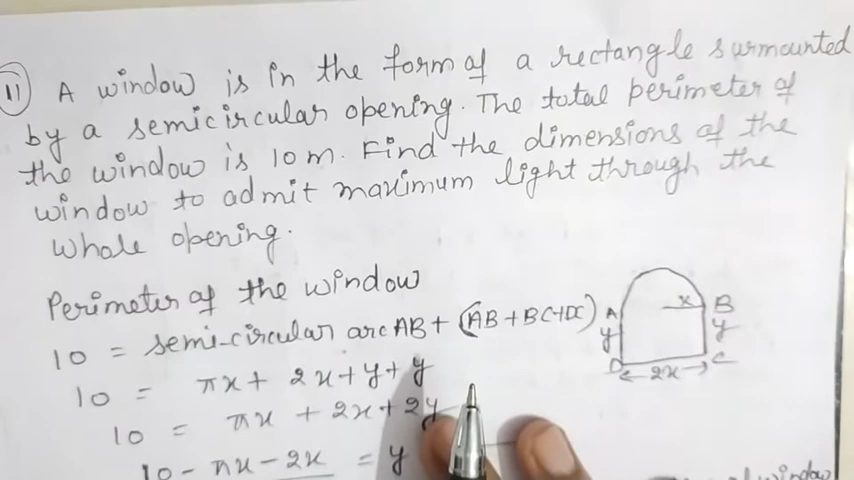 11 A window is in the form of a rectangle surmounted
by a semicircular opening. The total perimeter of
the window is 10 m. Find the dimensions of the
window to admit maximum light through the
whole opening.
Perimeter of the window
10 = semi-circular arc AB + (AB + BC + DC)
10 = πx + 2x + y + y
10 = πx + 2x + 2y
10 - πx - 2x = y
x
A B
y y
D C
2x
window